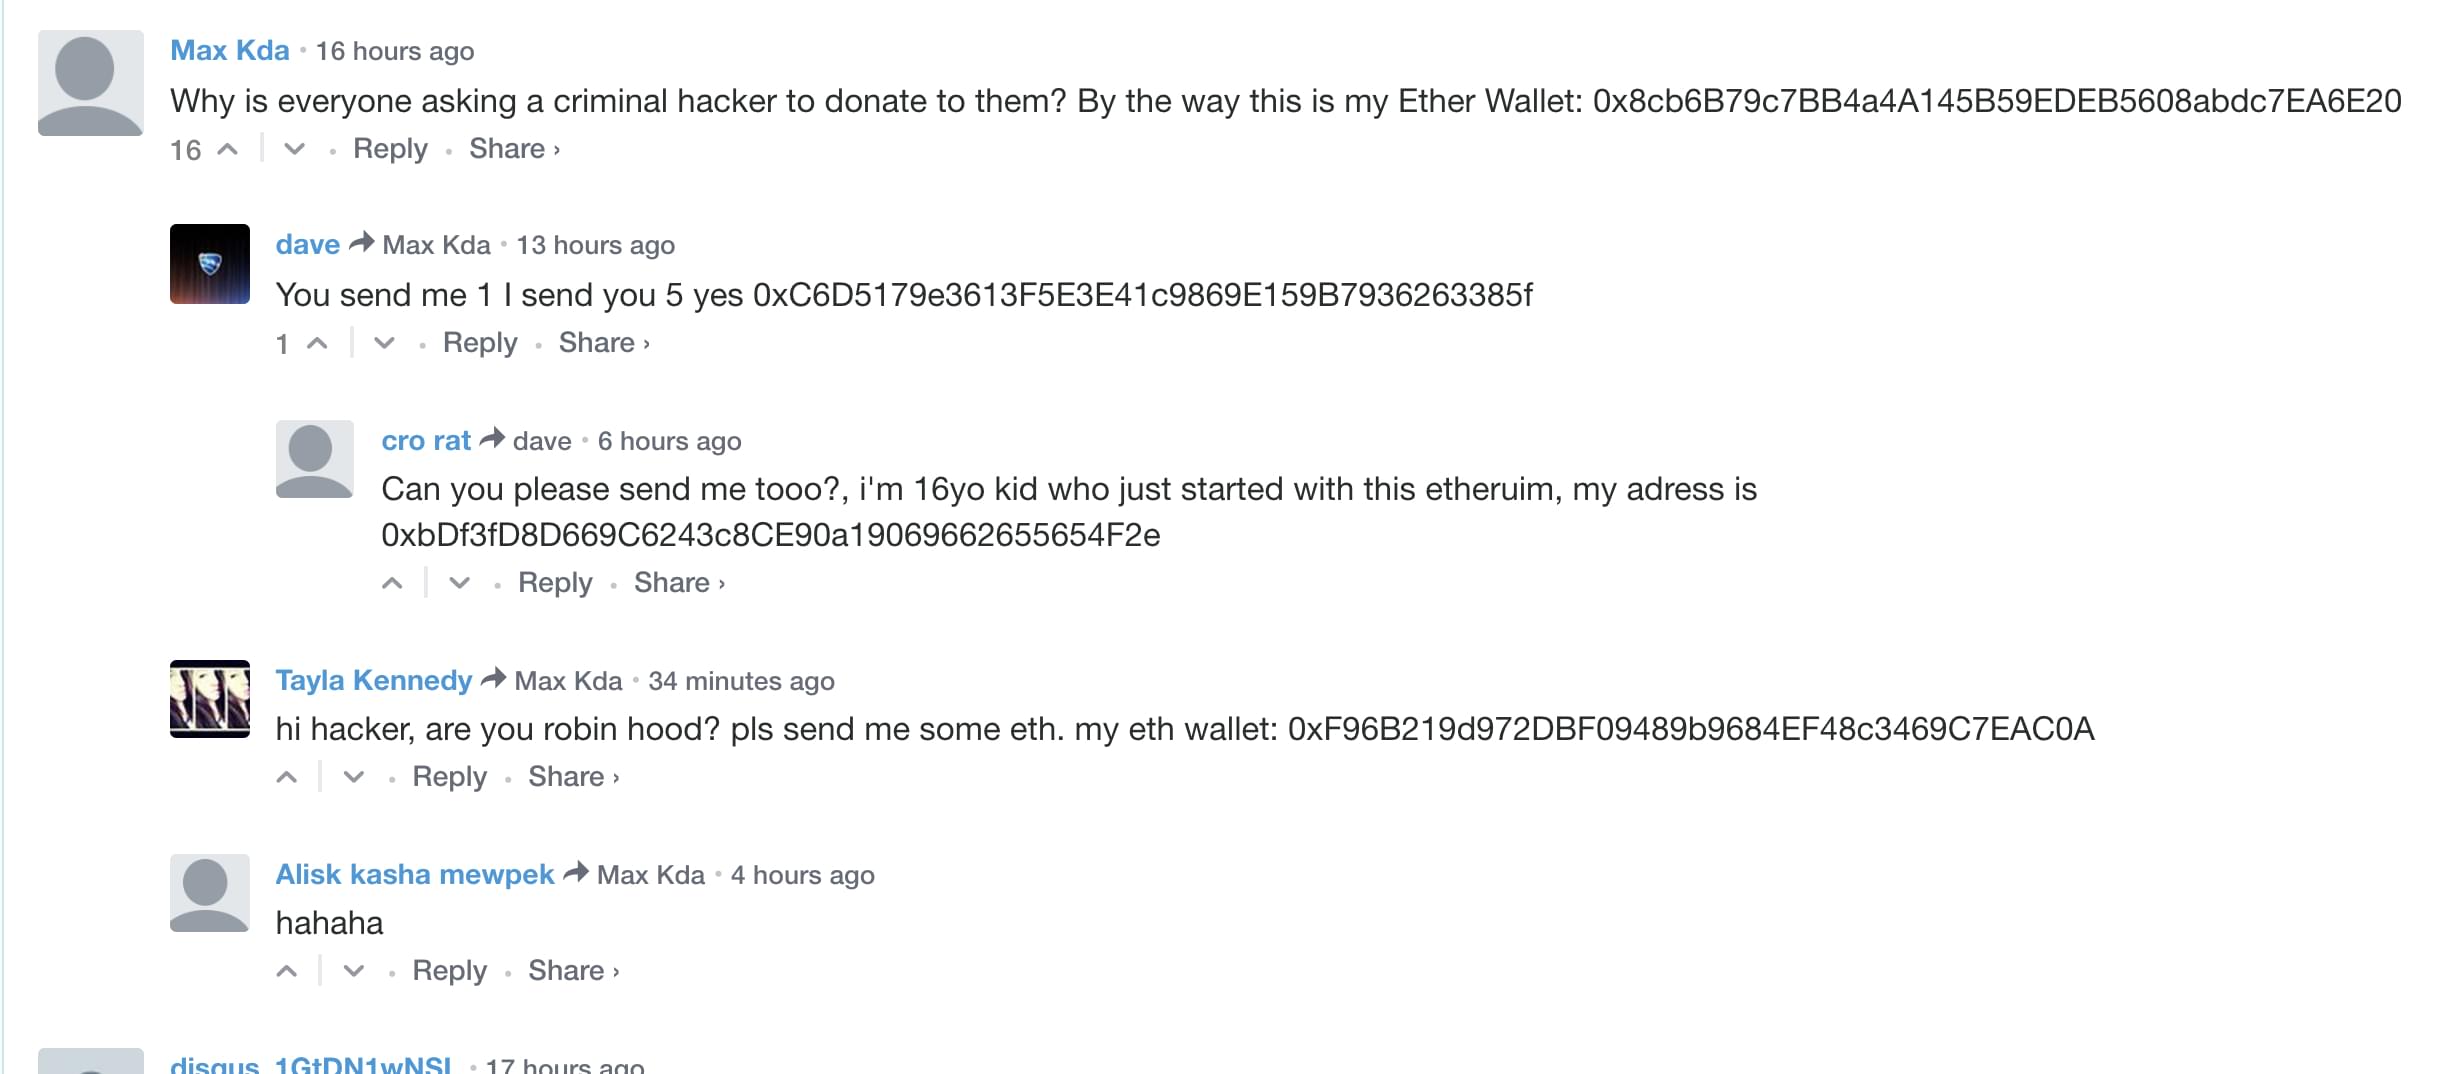 Max Kda • 16 hours ago
Why is everyone asking a criminal hacker to donate to them? By the way this is my Ether Wallet: 0x8cb6B79c7BB4a4A145B59EDEB5608abdc7EA6E20
16 • Reply • Share ›
dave Max Kda • 13 hours ago
You send me 1 I send you 5 yes 0xC6D5179e3613F5E3E41c9869E159B7936263385f
1 • Reply • Share ›
cro rat dave • 6 hours ago
Can you please send me tooo?, i'm 16yo kid who just started with this etheruim, my adress is
0xbDf3fD8D669C6243c8CE90a19069662655654F2e
• Reply • Share ›
Tayla Kennedy Max Kda • 34 minutes ago
hi hacker, are you robin hood? pls send me some eth. my eth wallet: 0xF96B219d972DBF09489b9684EF48c3469C7EAC0A
• Reply • Share ›
Alisk kasha mewpek Max Kda • 4 hours ago
hahaha
• Reply • Share ›
• 17 hours ago